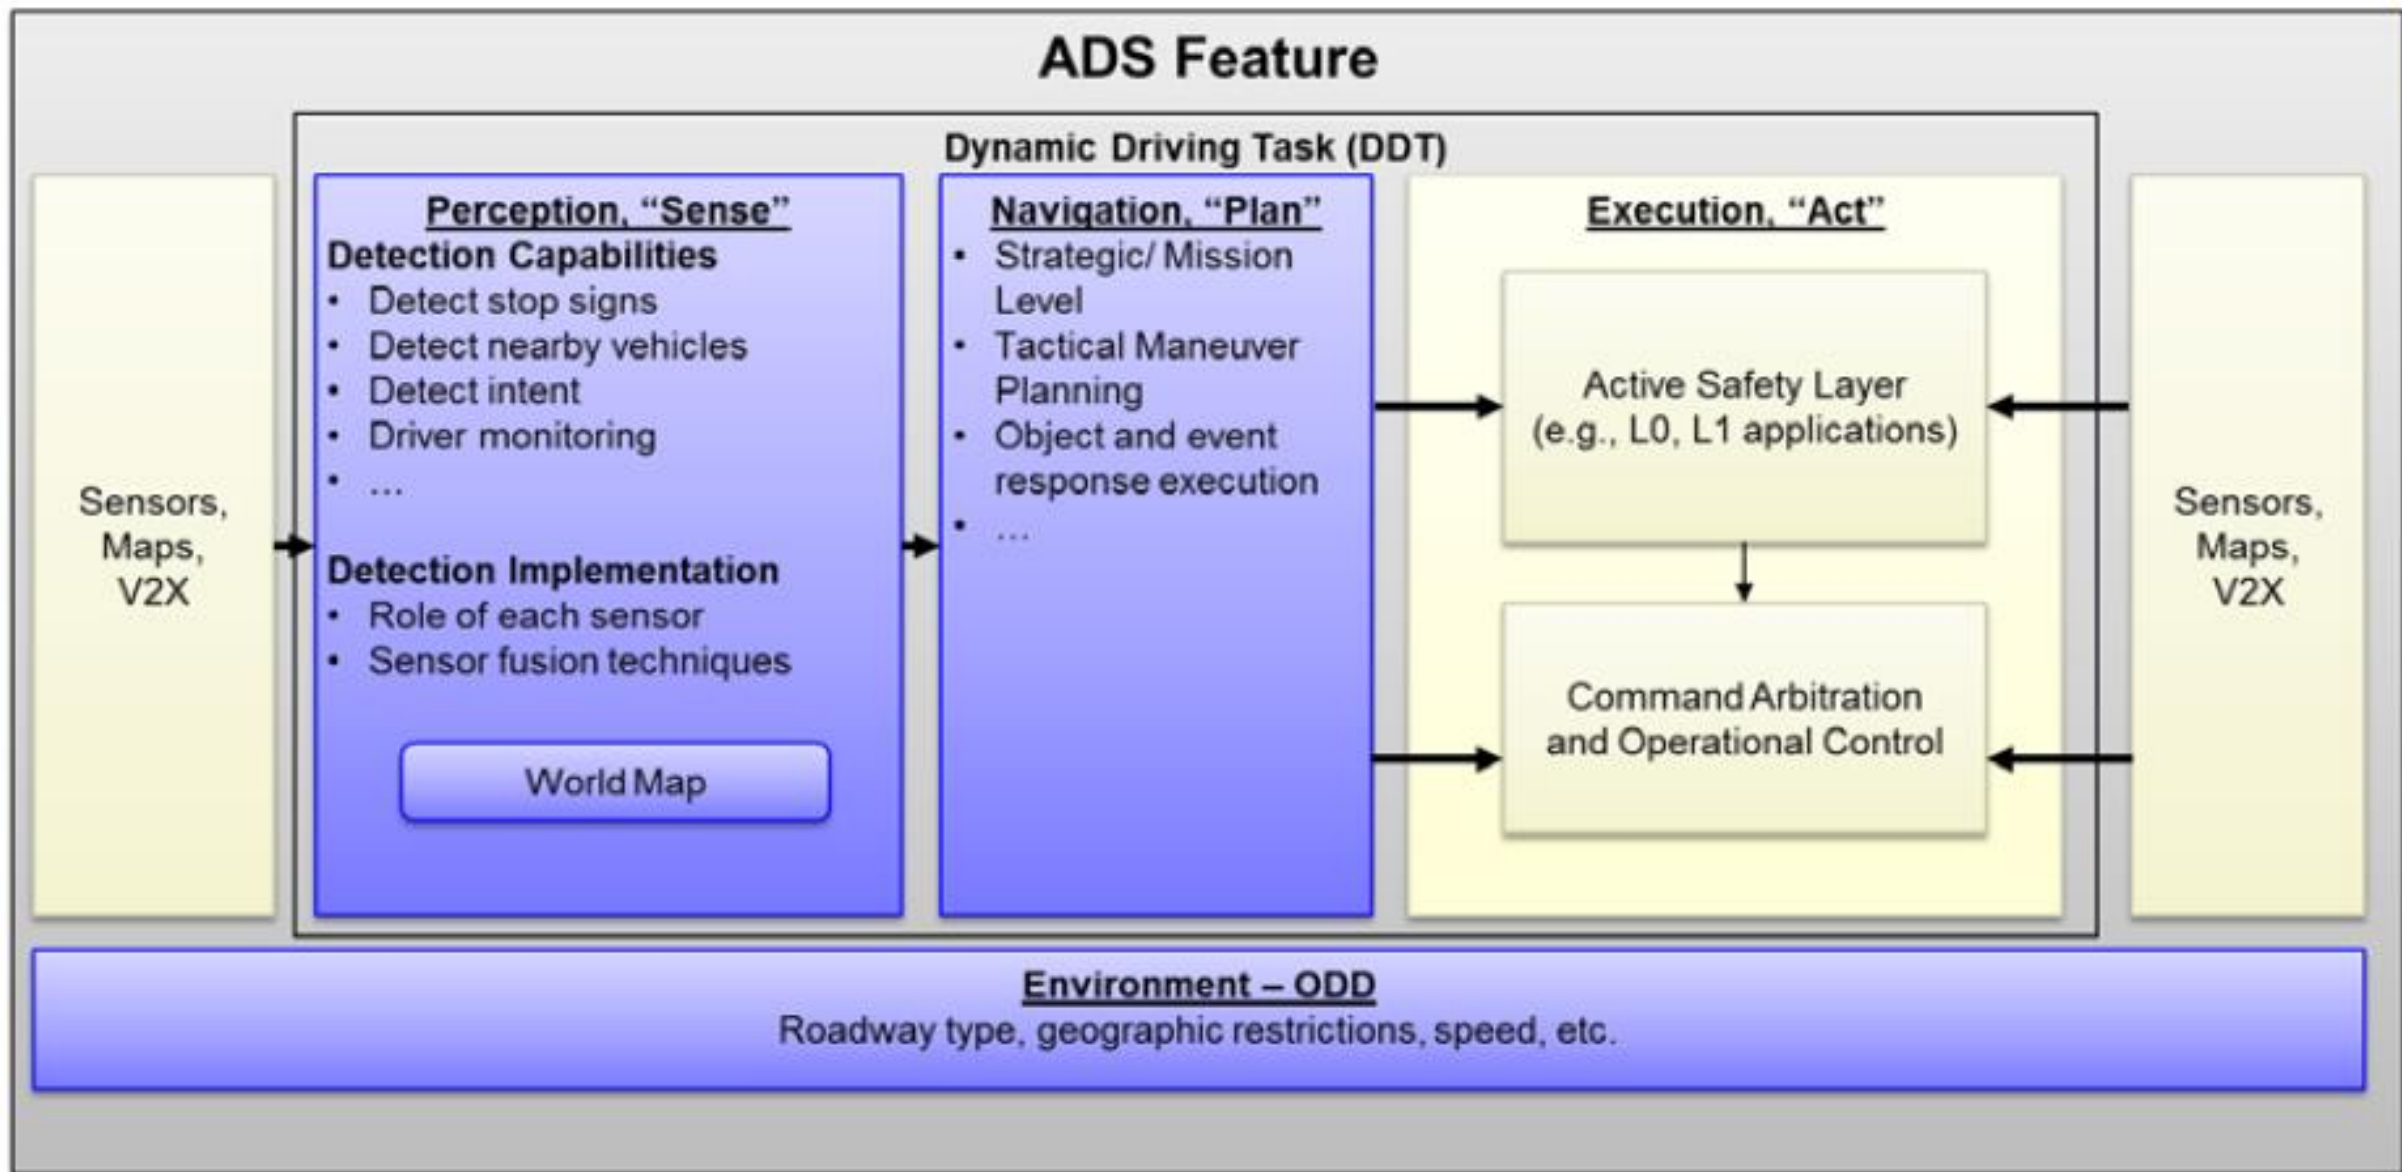 ADS Feature
Dynamic Driving Task (DDT)
Sensors,
Maps,
V2X
Perception, “Sense”
Detection Capabilities
• Detect stop signs
• Detect nearby vehicles
• Detect intent
• Driver monitoring
• ...
Detection Implementation
• Role of each sensor
• Sensor fusion techniques
World Map
Navigation, “Plan”
• Strategic/ Mission
Level
• Tactical Maneuver
Planning
• Object and event
response execution
• ...
Execution, “Act”
Active Safety Layer
(e.g., L0, L1 applications)
Command Arbitration
and Operational Control
Sensors,
Maps,
V2X
Environment – ODD
Roadway type, geographic restrictions, speed, etc.